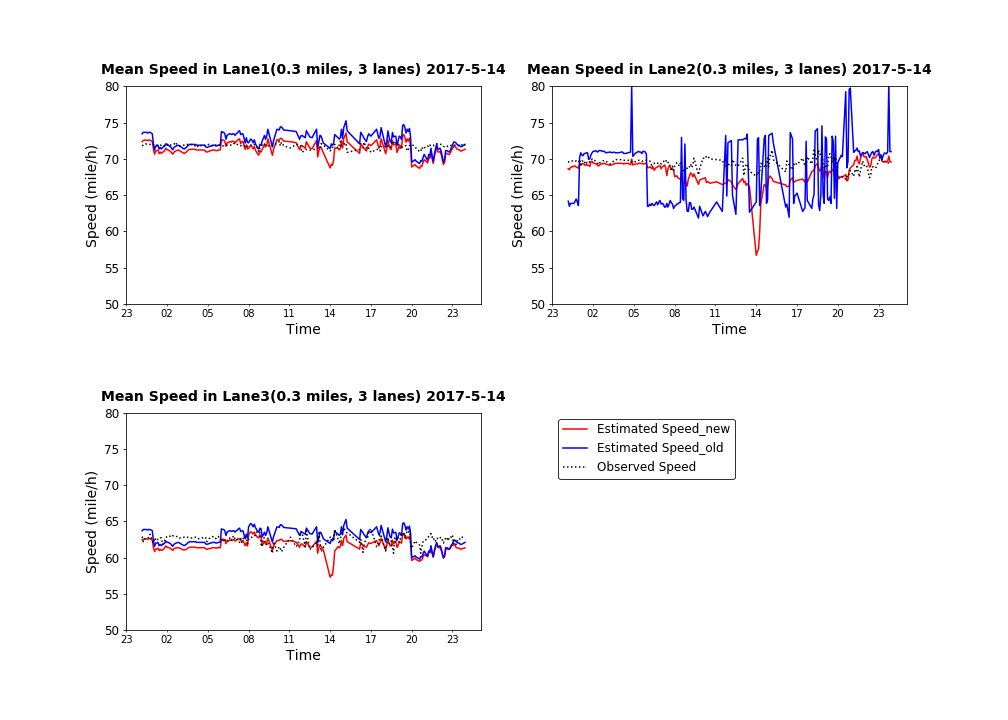 Mean Speed in Lane1(0.3 miles, 3 lanes) 2017-5-14
80
75
70
65
60
55
50
Speed (mile/h)
23 02 05 08 11 14 17 20 23
Time
Mean Speed in Lane2(0.3 miles, 3 lanes) 2017-5-14
80
75
70
65
60
55
50
Speed (mile/h)
23 02 05 08 11 14 17 20 23
Time
Mean Speed in Lane3(0.3 miles, 3 lanes) 2017-5-14
80
75
70
65
60
55
50
Speed (mile/h)
23 02 05 08 11 14 17 20 23
Time
Estimated Speed_new
Estimated Speed_old
Observed Speed